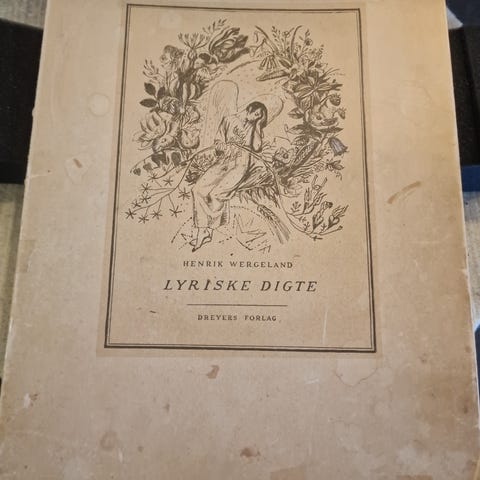 HENRIK WERGELAND
LYRISKE DIGTE
DREYERS FORLAG